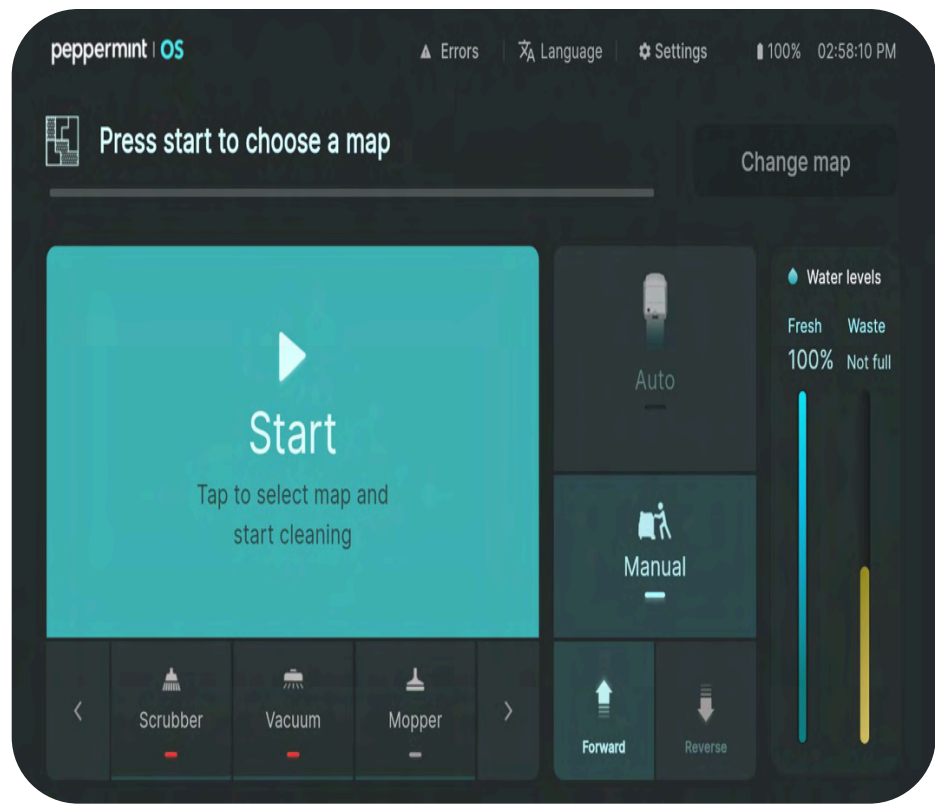 peppermint | OS
Errors
Language
Settings
100%
02:58:10 PM
Press start to choose a map
Change map
Start
Tap to select map and
start cleaning
Scrubber
Vacuum
Mopper
Auto
Manual
Forward
Reverse
Water levels
Fresh Waste
100% Not full